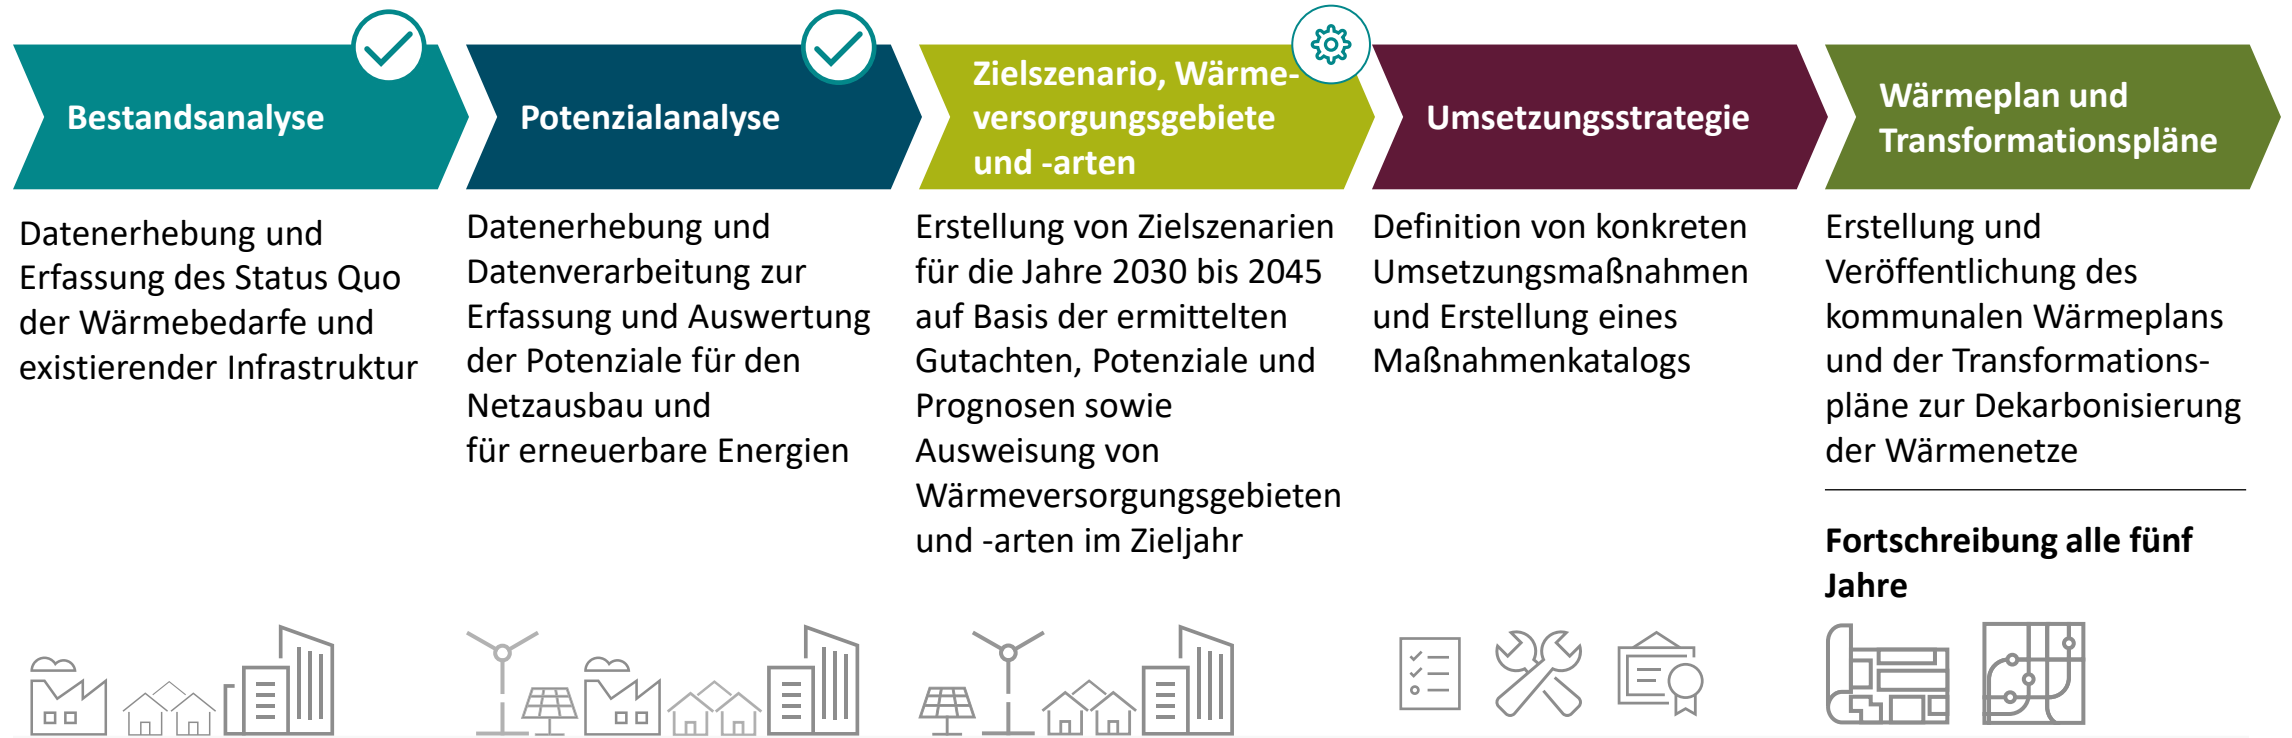 Bestandsanalyse
Datenerhebung und
Erfassung des Status Quo
der Wärmebedarfe und
existierender Infrastruktur
Potenzialanalyse
Datenerhebung und
Datenverarbeitung zur
Erfassung und Auswertung
der Potenziale für den
Netzausbau und
für erneuerbare Energien
Zielszenario, Wärme-
versorgungsgebiete
und -arten
Erstellung von Zielszenarien
für die Jahre 2030 bis 2045
auf Basis der ermittelten
Gutachten, Potenziale und
Prognosen sowie
Ausweisung von
Wärmeversorgungsgebieten
und -arten im Zieljahr
Umsetzungsstrategie
Definition von konkreten
Umsetzungsmaßnahmen
und Erstellung eines
Maßnahmenkatalogs
Wärmeplan und
Transformationspläne
Erstellung und
Veröffentlichung des
kommunalen Wärmeplans
und der Transformations-
pläne zur Dekarbonisierung
der Wärmenetze
Fortschreibung alle fünf
Jahre